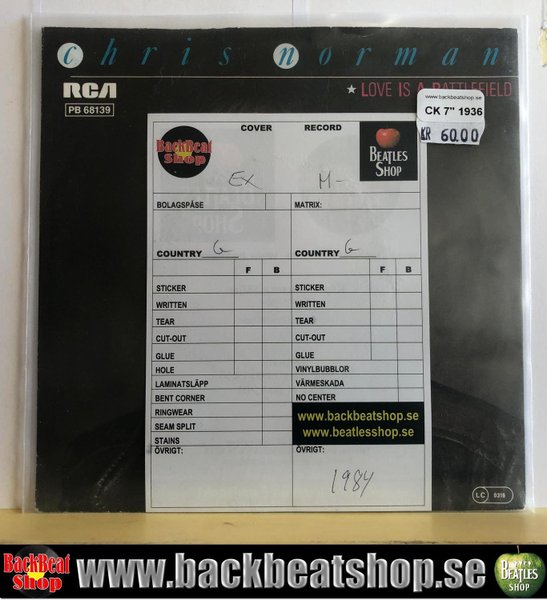 chris norman
RCA
PB 68139
★ LOVE IS A BATTLEFIELD
www.backbeatshop.se
CK 7" 1936
KR 60.00
BackBeat Shop
COVER RECORD
BEATLES SHOP
EX M-
BOLAGSPÅSE MATRIX:
COUNTRY G COUNTRY G
F B F B
STICKER STICKER
WRITTEN WRITTEN
TEAR TEAR
CUT-OUT CUT-OUT
GLUE GLUE
HOLE VINYLBUBBLOR
LAMINATSLÄPP VÄRMESKADA
BENT CORNER NO CENTER
RINGWEAR
SEAM SPLIT
STAINS
www.backbeatshop.se
www.beatlesshop.se
ÖVRIGT: ÖVRIGT:
1984
LC 0316
BackBeat Shop www.backbeatshop.se BEATLES SHOP